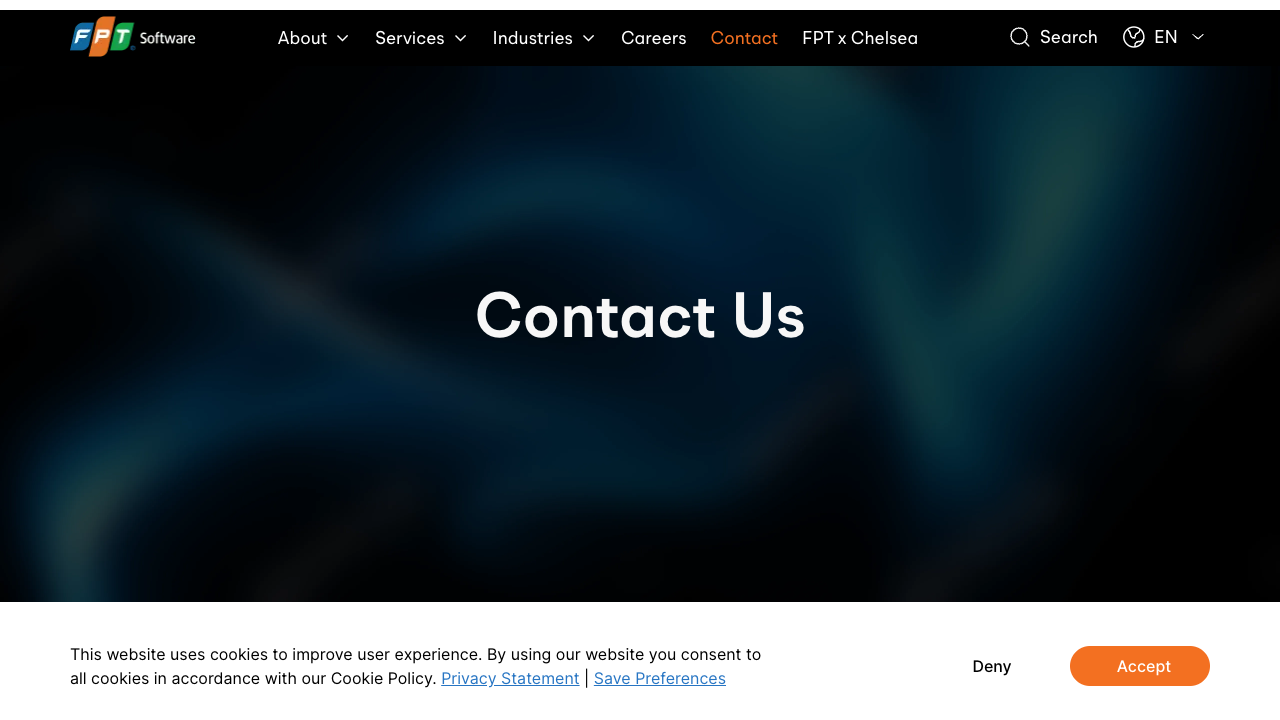 FPT Software
About
Services
Industries
Careers
Contact
FPT x Chelsea
Search
EN
Contact Us
This website uses cookies to improve user experience. By using our website you consent to
all cookies in accordance with our Cookie Policy. Privacy Statement | Save Preferences
Deny
Accept